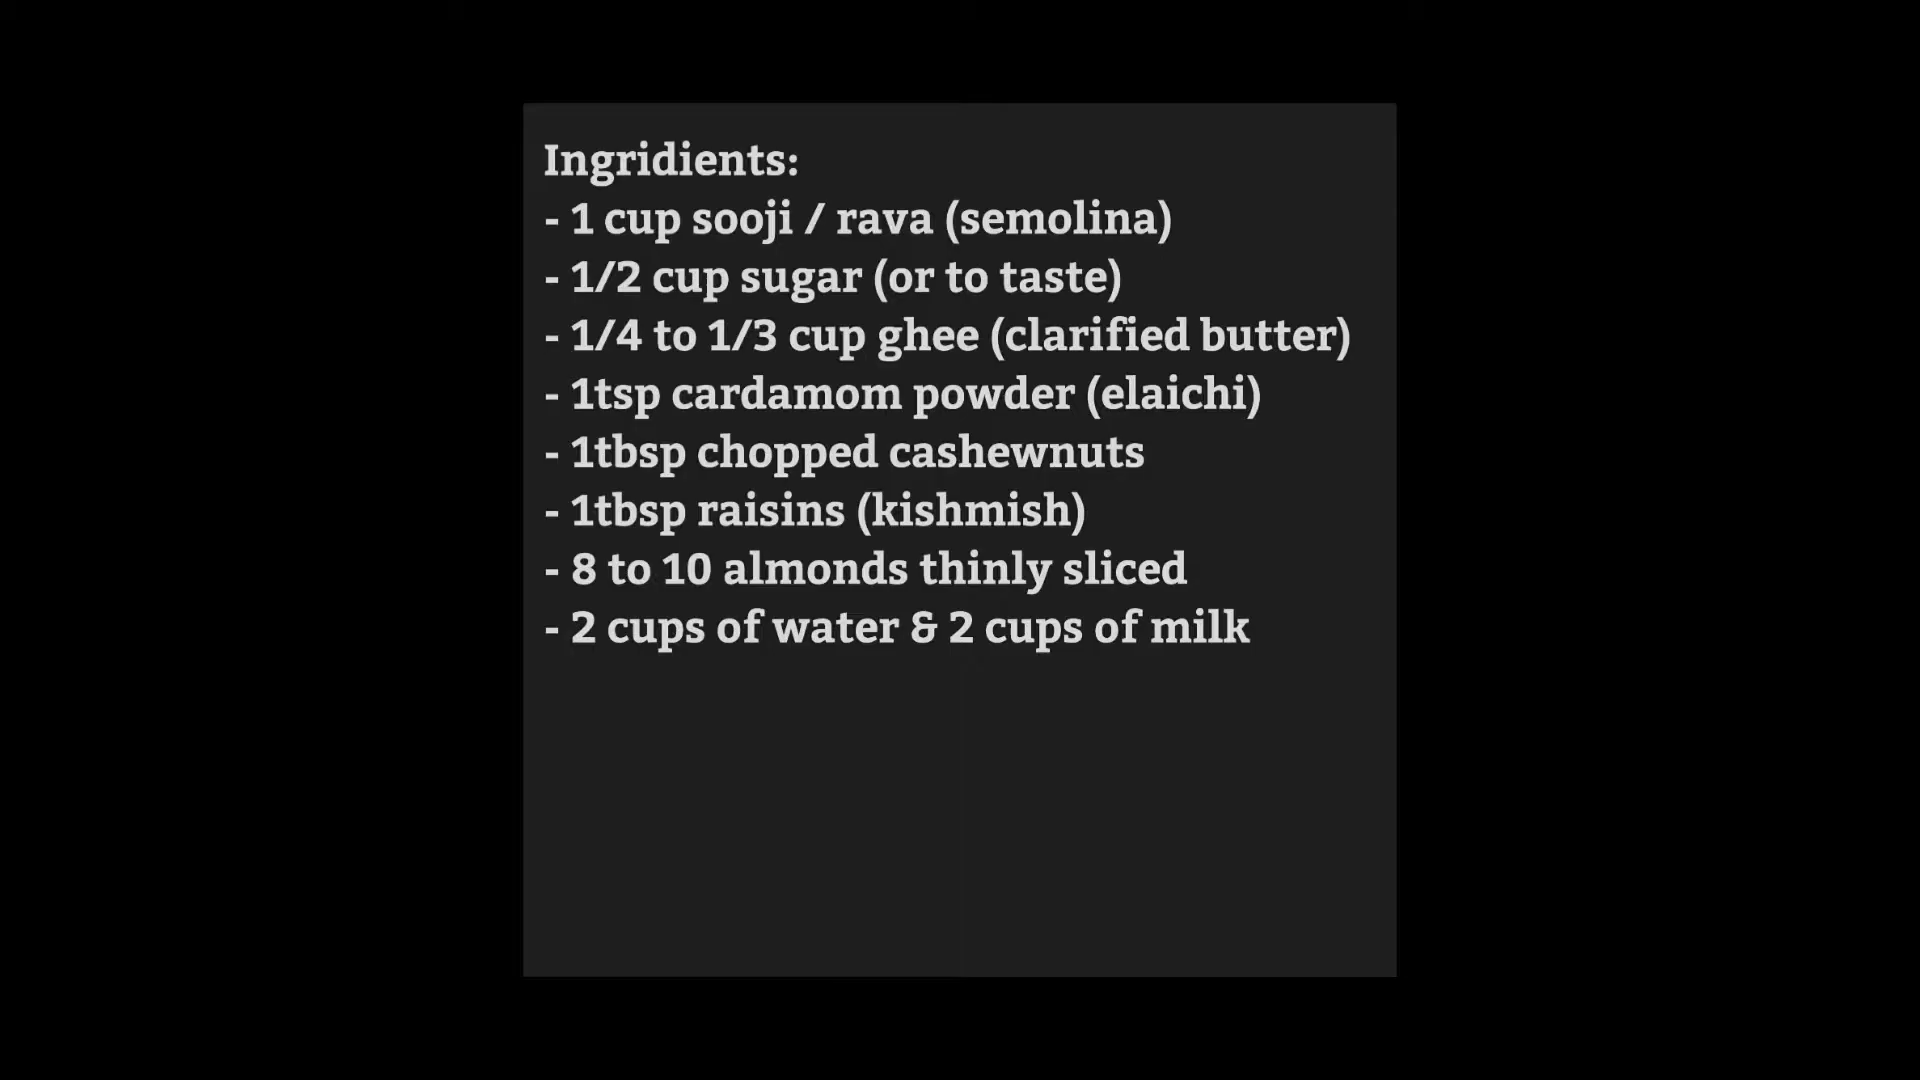 Ingridients:
- 1 cup sooji / rava (semolina)
- 1/2 cup sugar (or to taste)
- 1/4 to 1/3 cup ghee (clarified butter)
- 1tsp cardamom powder (elaichi)
- 1tbsp chopped cashewnuts
- 1tbsp raisins (kishmish)
- 8 to 10 almonds thinly sliced
- 2 cups of water & 2 cups of milk